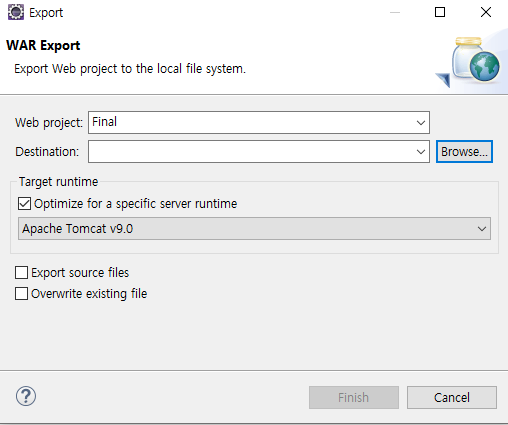 Export
WAR Export
Export Web project to the local file system.
Web project: Final
Destination: Browse...
Target runtime
Optimize for a specific server runtime
Apache Tomcat v9.0
Export source files
Overwrite existing file
? Finish Cancel